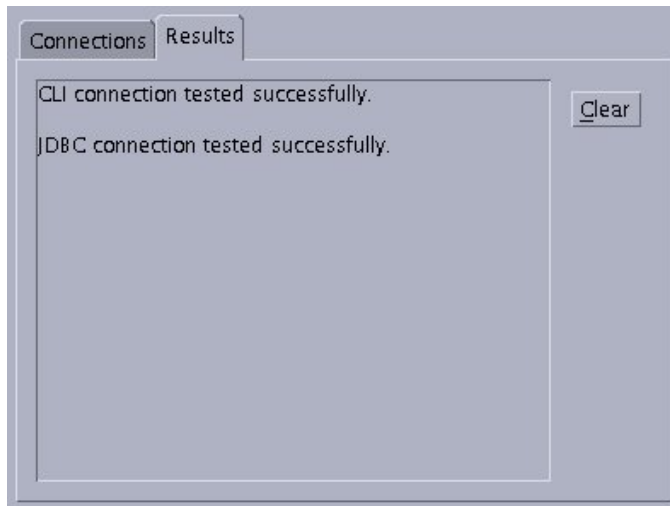 Connections Results
CLI connection tested successfully.
Clear
JDBC connection tested successfully.